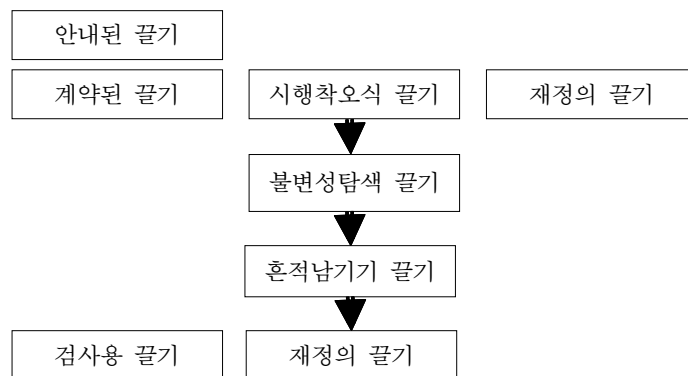 안내된 끌기
계약된 끌기 시행착오식 끌기 재정의 끌기
불변성탐색 끌기
흔적남기기 끌기
검사용 끌기 재정의 끌기